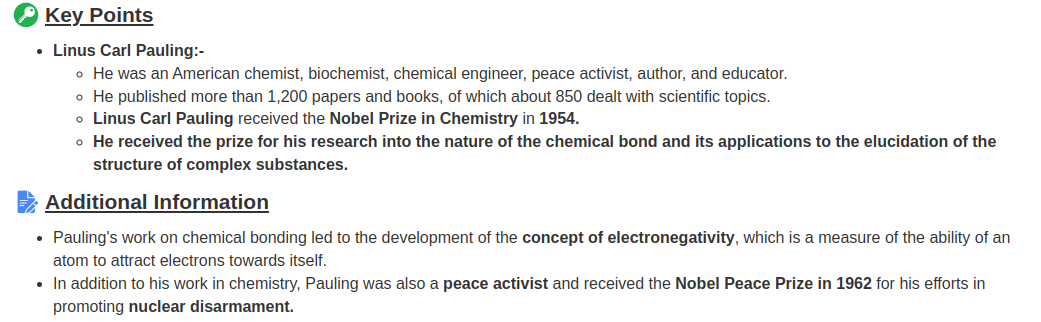 Key Points
Linus Carl Pauling:-
He was an American chemist, biochemist, chemical engineer, peace activist, author, and educator.
He published more than 1,200 papers and books, of which about 850 dealt with scientific topics.
Linus Carl Pauling received the Nobel Prize in Chemistry in 1954.
He received the prize for his research into the nature of the chemical bond and its applications to the elucidation of the
structure of complex substances.
Additional Information
Pauling's work on chemical bonding led to the development of the concept of electronegativity, which is a measure of the ability of an
atom to attract electrons towards itself.
In addition to his work in chemistry, Pauling was also a peace activist and received the Nobel Peace Prize in 1962 for his efforts in
promoting nuclear disarmament.